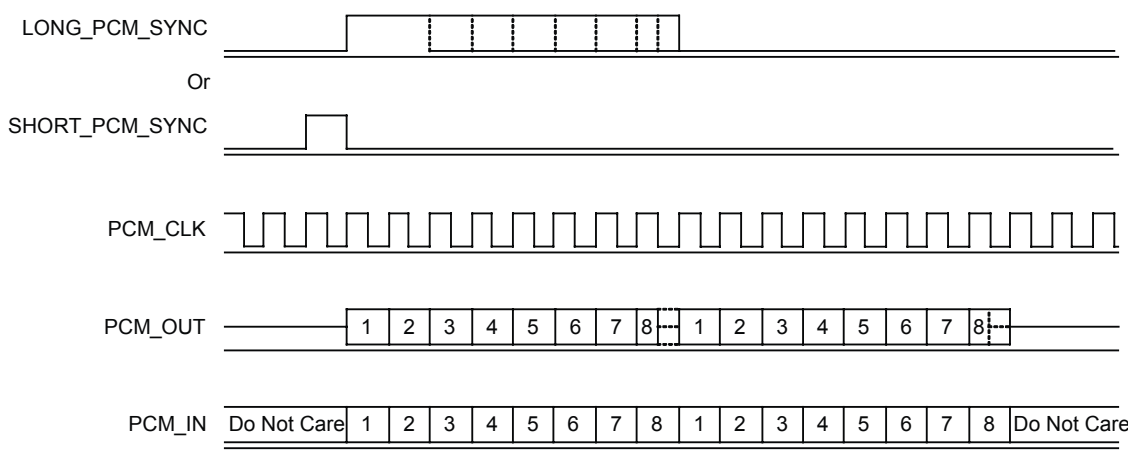 LONG_PCM_SYNC
Or
SHORT_PCM_SYNC
PCM_CLK
PCM_OUT 1 2 3 4 5 6 7 8 1 2 3 4 5 6 7 8
PCM_IN Do Not Care 1 2 3 4 5 6 7 8 1 2 3 4 5 6 7 8 Do Not Care